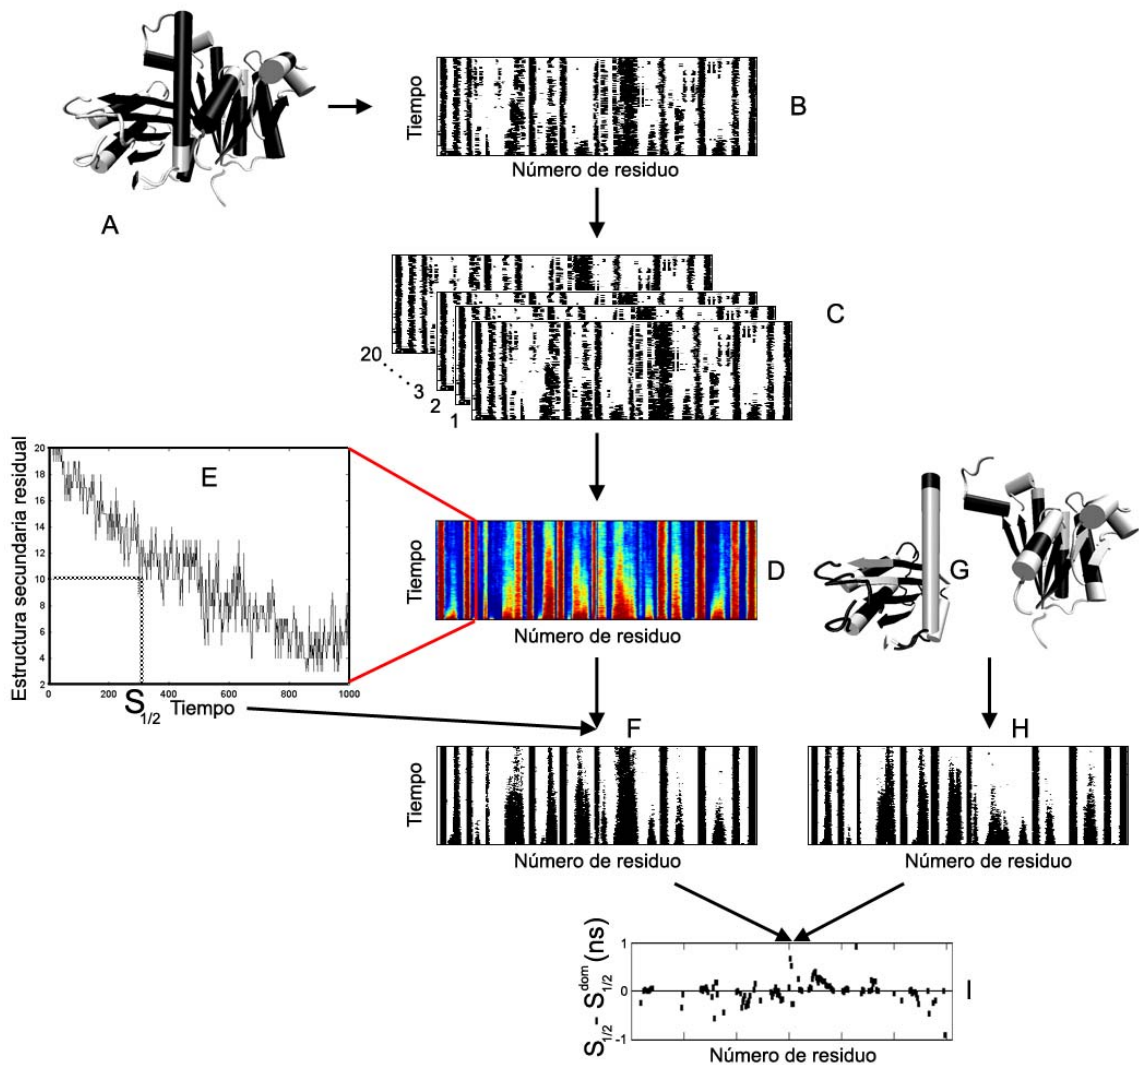 A
Tiempo
B
Número de residuo
C
20
3
2
1
Estructura secundaria residual
20
18
16
14
12
10
8
6
4
2
E
0
200
400
600
800
1000
S1/2
Tiempo
Tiempo
D
Número de residuo
G
F
H
Tiempo
Número de residuo
Número de residuo
S1/2 - S1/2dom (ns)
1
0
-1
I
Número de residuo